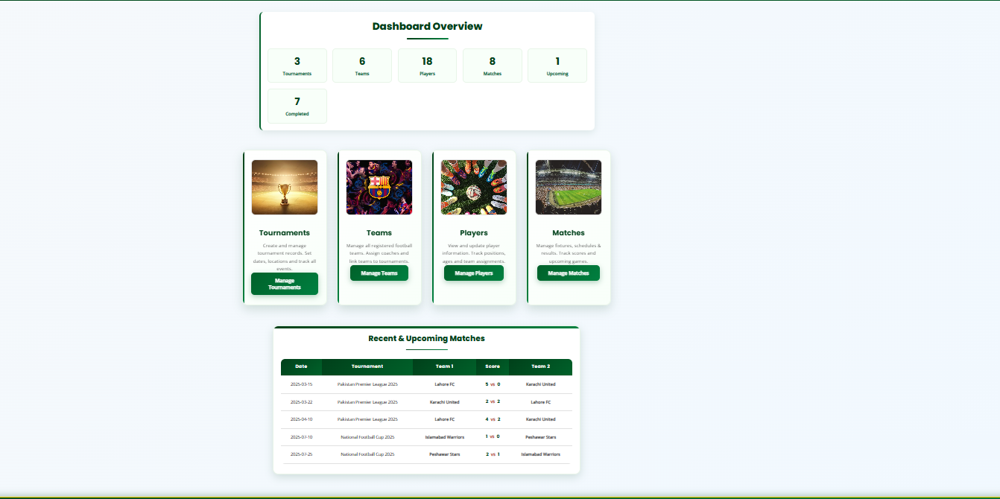 Dashboard Overview
3 6 18 8 1
Tournaments Teams Players Matches Upcoming
7
Completed
Tournaments Teams Players Matches
Create and manage Manage all registered football View and update player Manage fixtures, schedules &
tournament records. Set teams. Assign coaches and information. Track positions, results. Track scores and
dates, locations and track all link teams to tournaments. ages and team assignments. upcoming games.
events. Manage Teams Manage Players Manage Matches
Manage
Tournaments
Recent & Upcoming Matches
Date Tournament Team 1 Score Team 2
2025-03-15 Pakistan Premier League 2025 Lahore FC 5 vs 0 Karachi United
2025-03-22 Pakistan Premier League 2025 Karachi United 2 vs 2 Lahore FC
2025-04-10 Pakistan Premier League 2025 Lahore FC 4 vs 2 Karachi United
2025-07-10 National Football Cup 2025 Islamabad Warriors 1 vs 0 Peshawar Stars
2025-07-25 National Football Cup 2025 Peshawar Stars 2 vs 1 Islamabad Warriors